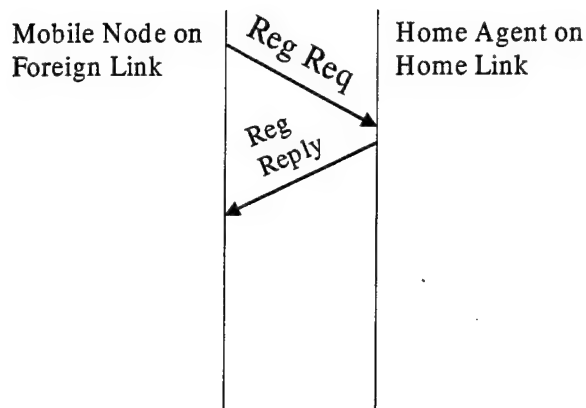 Mobile Node on
Foreign Link
Reg Req
Home Agent on
Home Link
Reg
Reply